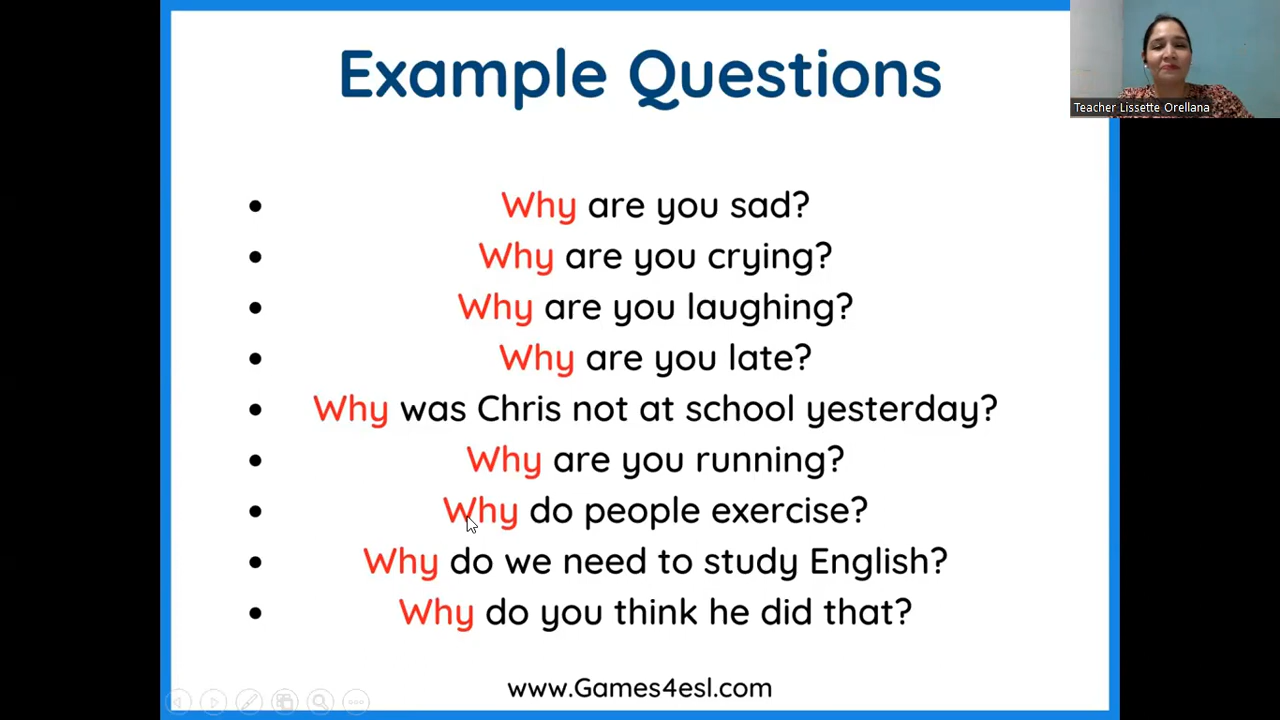 Example Questions
Teacher Lissette Orellana
• Why are you sad?
• Why are you crying?
• Why are you laughing?
• Why are you late?
• Why was Chris not at school yesterday?
• Why are you running?
• Why do people exercise?
• Why do we need to study English?
• Why do you think he did that?
www.Games4esl.com